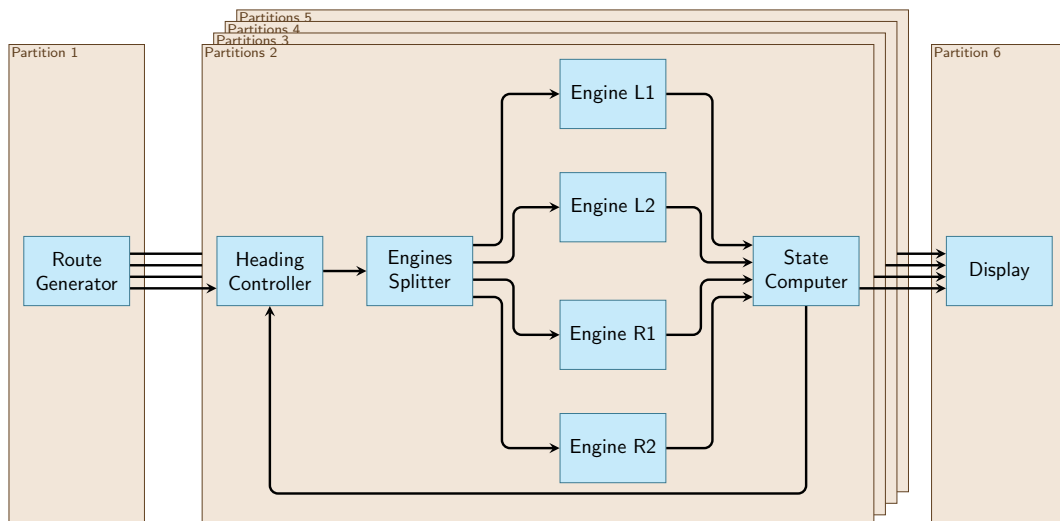 Partitions 5
Partitions 4
Partitions 3
Partition 1
Partitions 2
Partition 6
Engine L1
Engine L2
Route
Generator
Heading
Controller
Engines
Splitter
State
Computer
Display
Engine R1
Engine R2